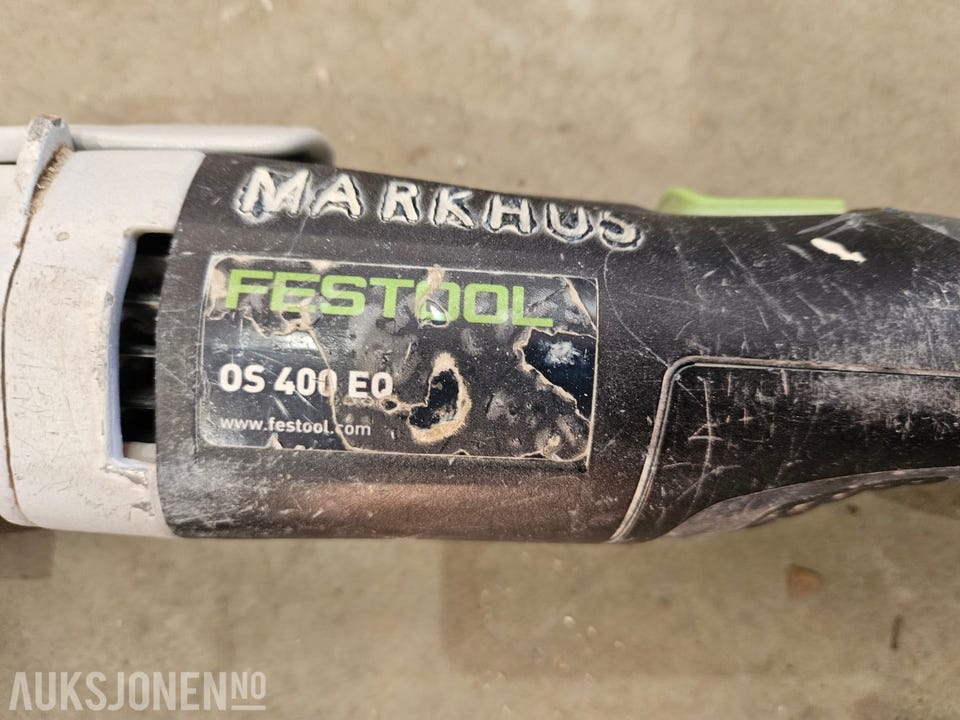 MARKHUS
FESTOOL
OS 400 EQ
www.festool.com
AUKSJONEN NO